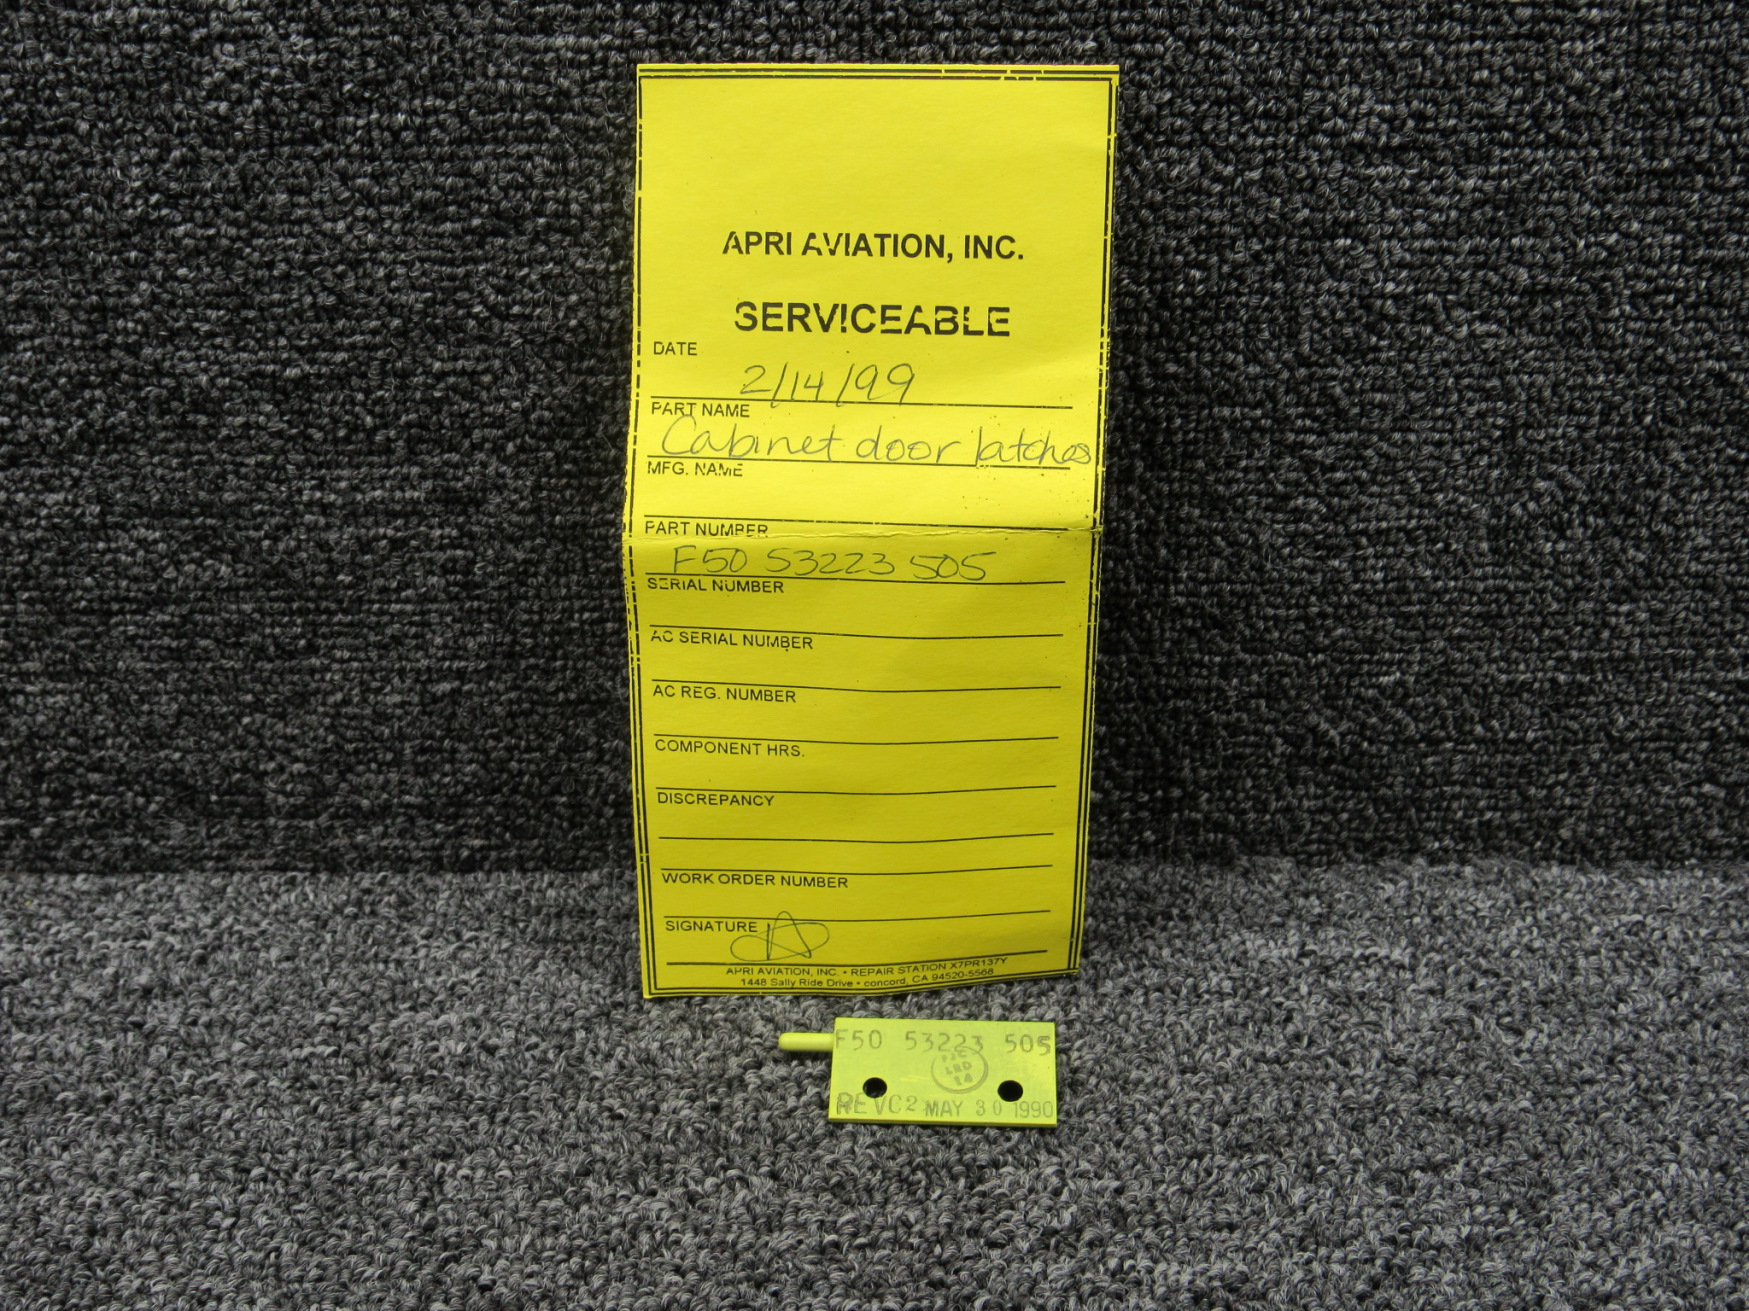 APRI AVIATION, INC.
SERVICEABLE
DATE
2/14/99
PART NAME
Cabinet door latches
MFG. NAME
PART NUMBER
F50 53223 505
SERIAL NUMBER
AC SERIAL NUMBER
AC REG. NUMBER
COMPONENT HRS.
DISCREPANCY
WORK ORDER NUMBER
SIGNATURE
APRI AVIATION, INC. • REPAIR STATION X7PR137Y
1448 Sally Ride Drive • concord, CA 94520-5568
F50 53223 505
14
REV C2 MAY 30 1990